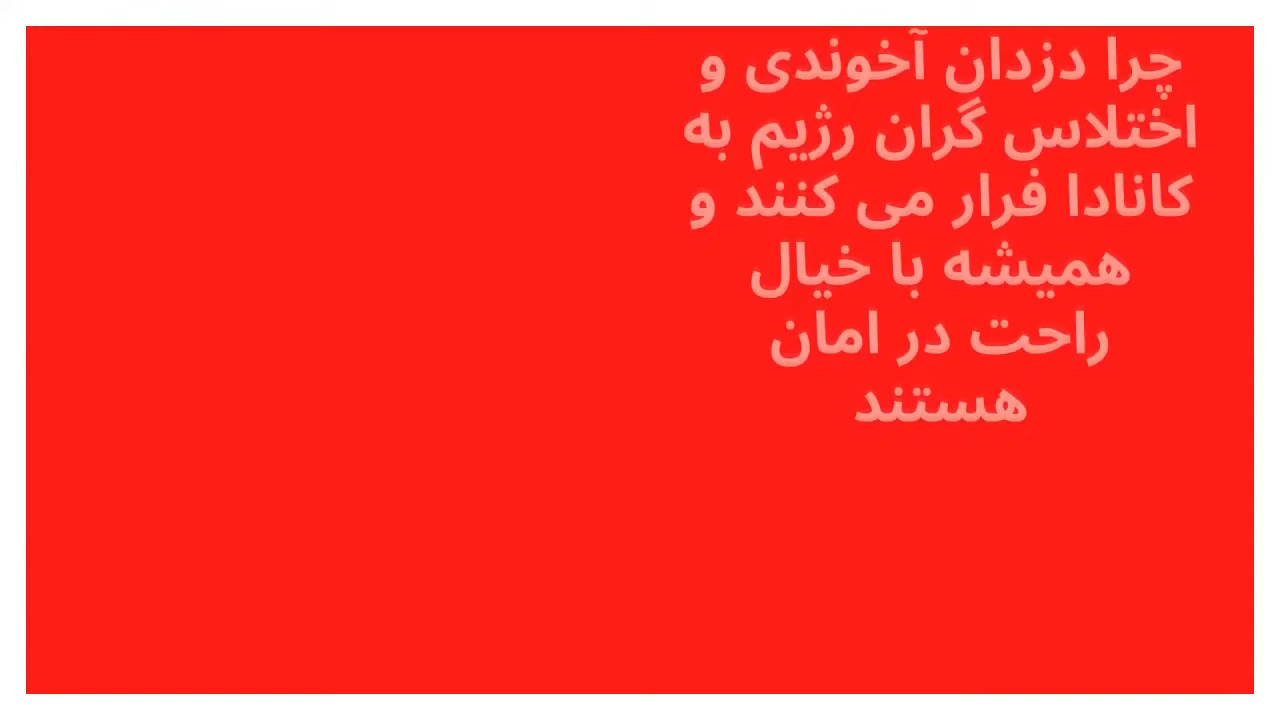 چرا دزدان آخوندی و
اختلاس گران رژیم به
کانادا فرار می کنند و
همیشه با خیال
راحت در امان
هستند